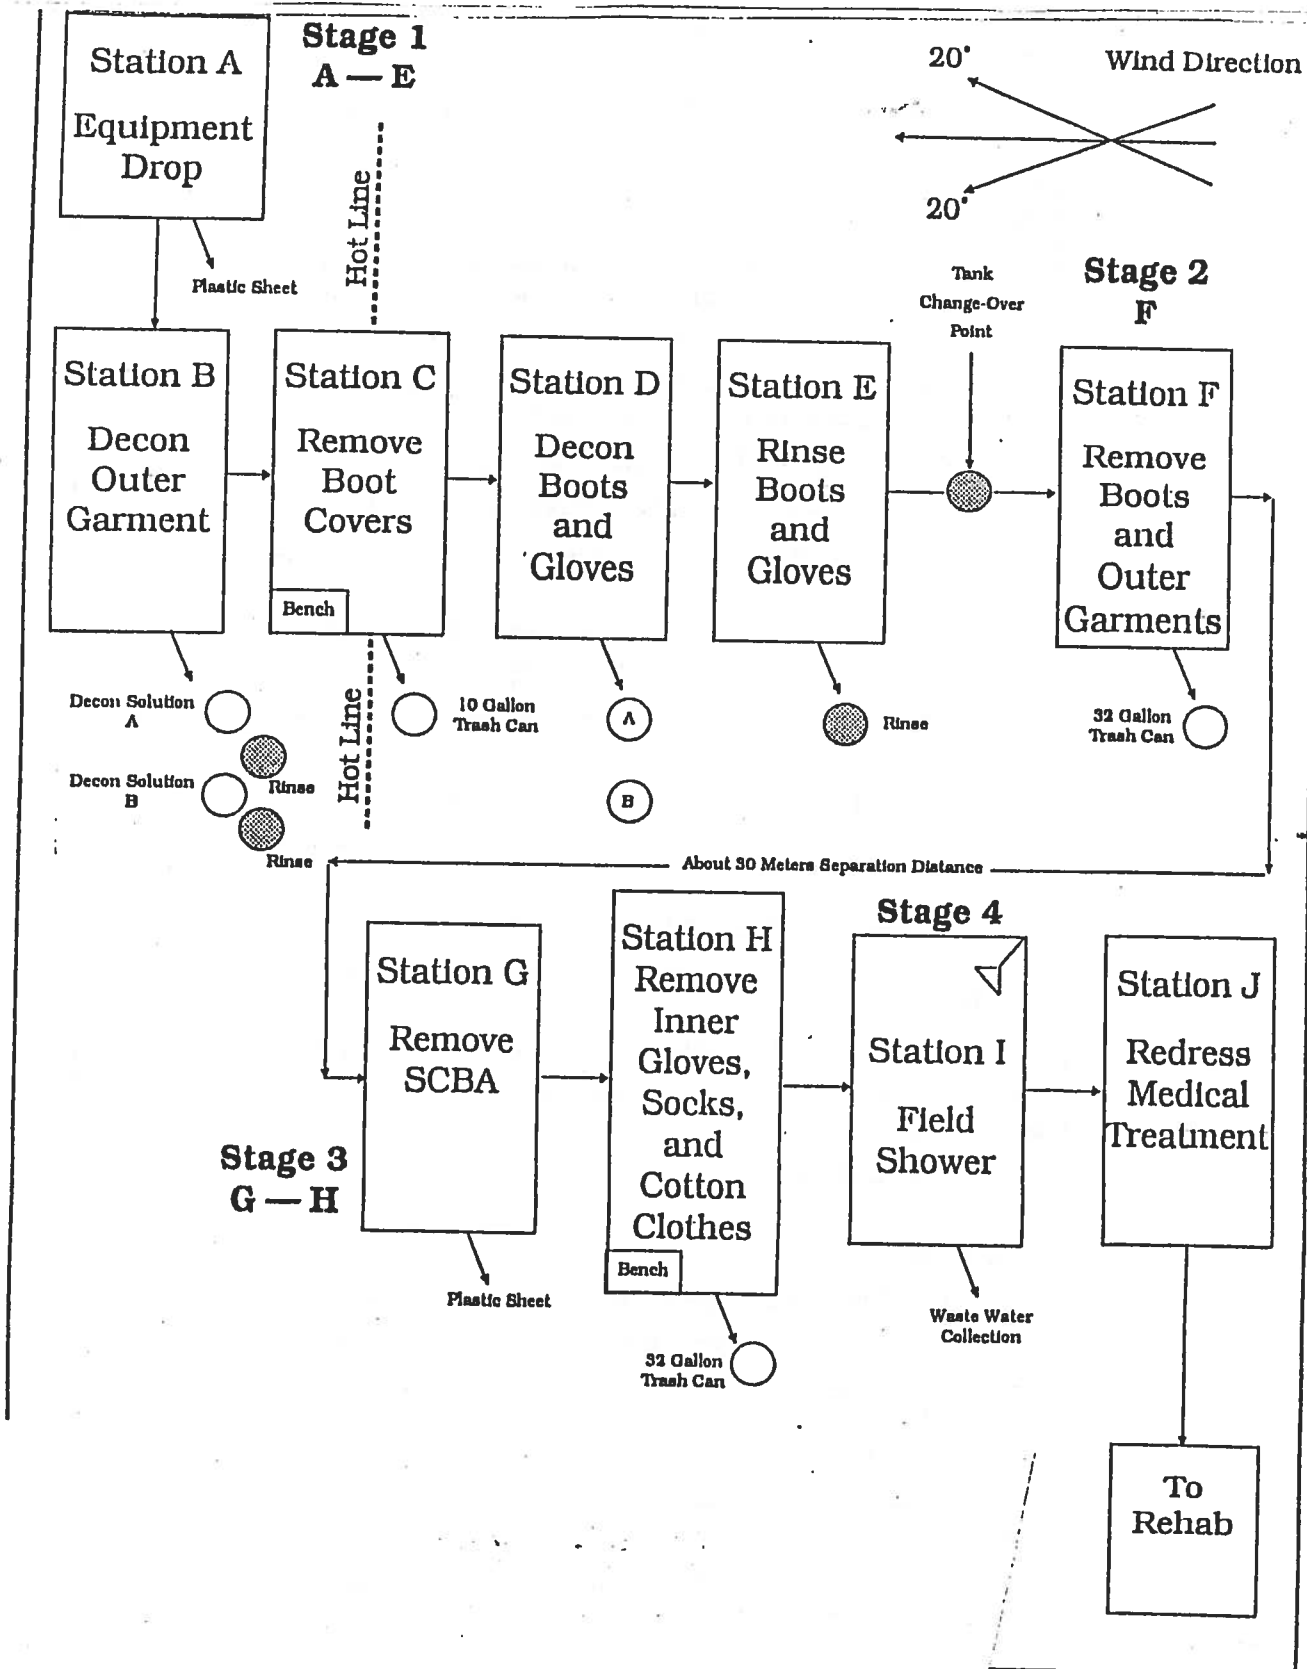 Stage 1
A — E
Station A
Equipment
Drop
Plastic Sheet
Hot Line
20°
Wind Direction
20°
Tank
Change-Over
Point
Stage 2
F
Station B
Decon
Outer
Garment
Station C
Remove
Boot
Covers
Bench
Station D
Decon
Boots
and
Gloves
Station E
Rinse
Boots
and
Gloves
Station F
Remove
Boots
and
Outer
Garments
Decon Solution
A
Rinse
Decon Solution
B
Rinse
Hot Line
10 Gallon
Trash Can
A
B
Rinse
32 Gallon
Trash Can
About 30 Meters Separation Distance
Stage 3
G — H
Station G
Remove
SCBA
Plastic Sheet
Station H
Remove
Inner
Gloves,
Socks,
and
Cotton
Clothes
Bench
32 Gallon
Trash Can
Stage 4
Station I
Field
Shower
Waste Water
Collection
Station J
Redress
Medical
Treatment
To
Rehab